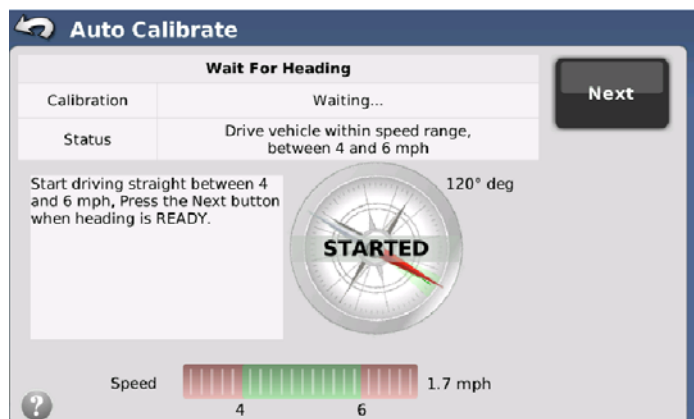 Auto Calibrate
Wait For Heading
Next
Calibration
Waiting...
Status
Drive vehicle within speed range,
between 4 and 6 mph
Start driving straight between 4
and 6 mph, Press the Next button
when heading is READY.
120° deg
STARTED
Speed
1.7 mph
4
6
?